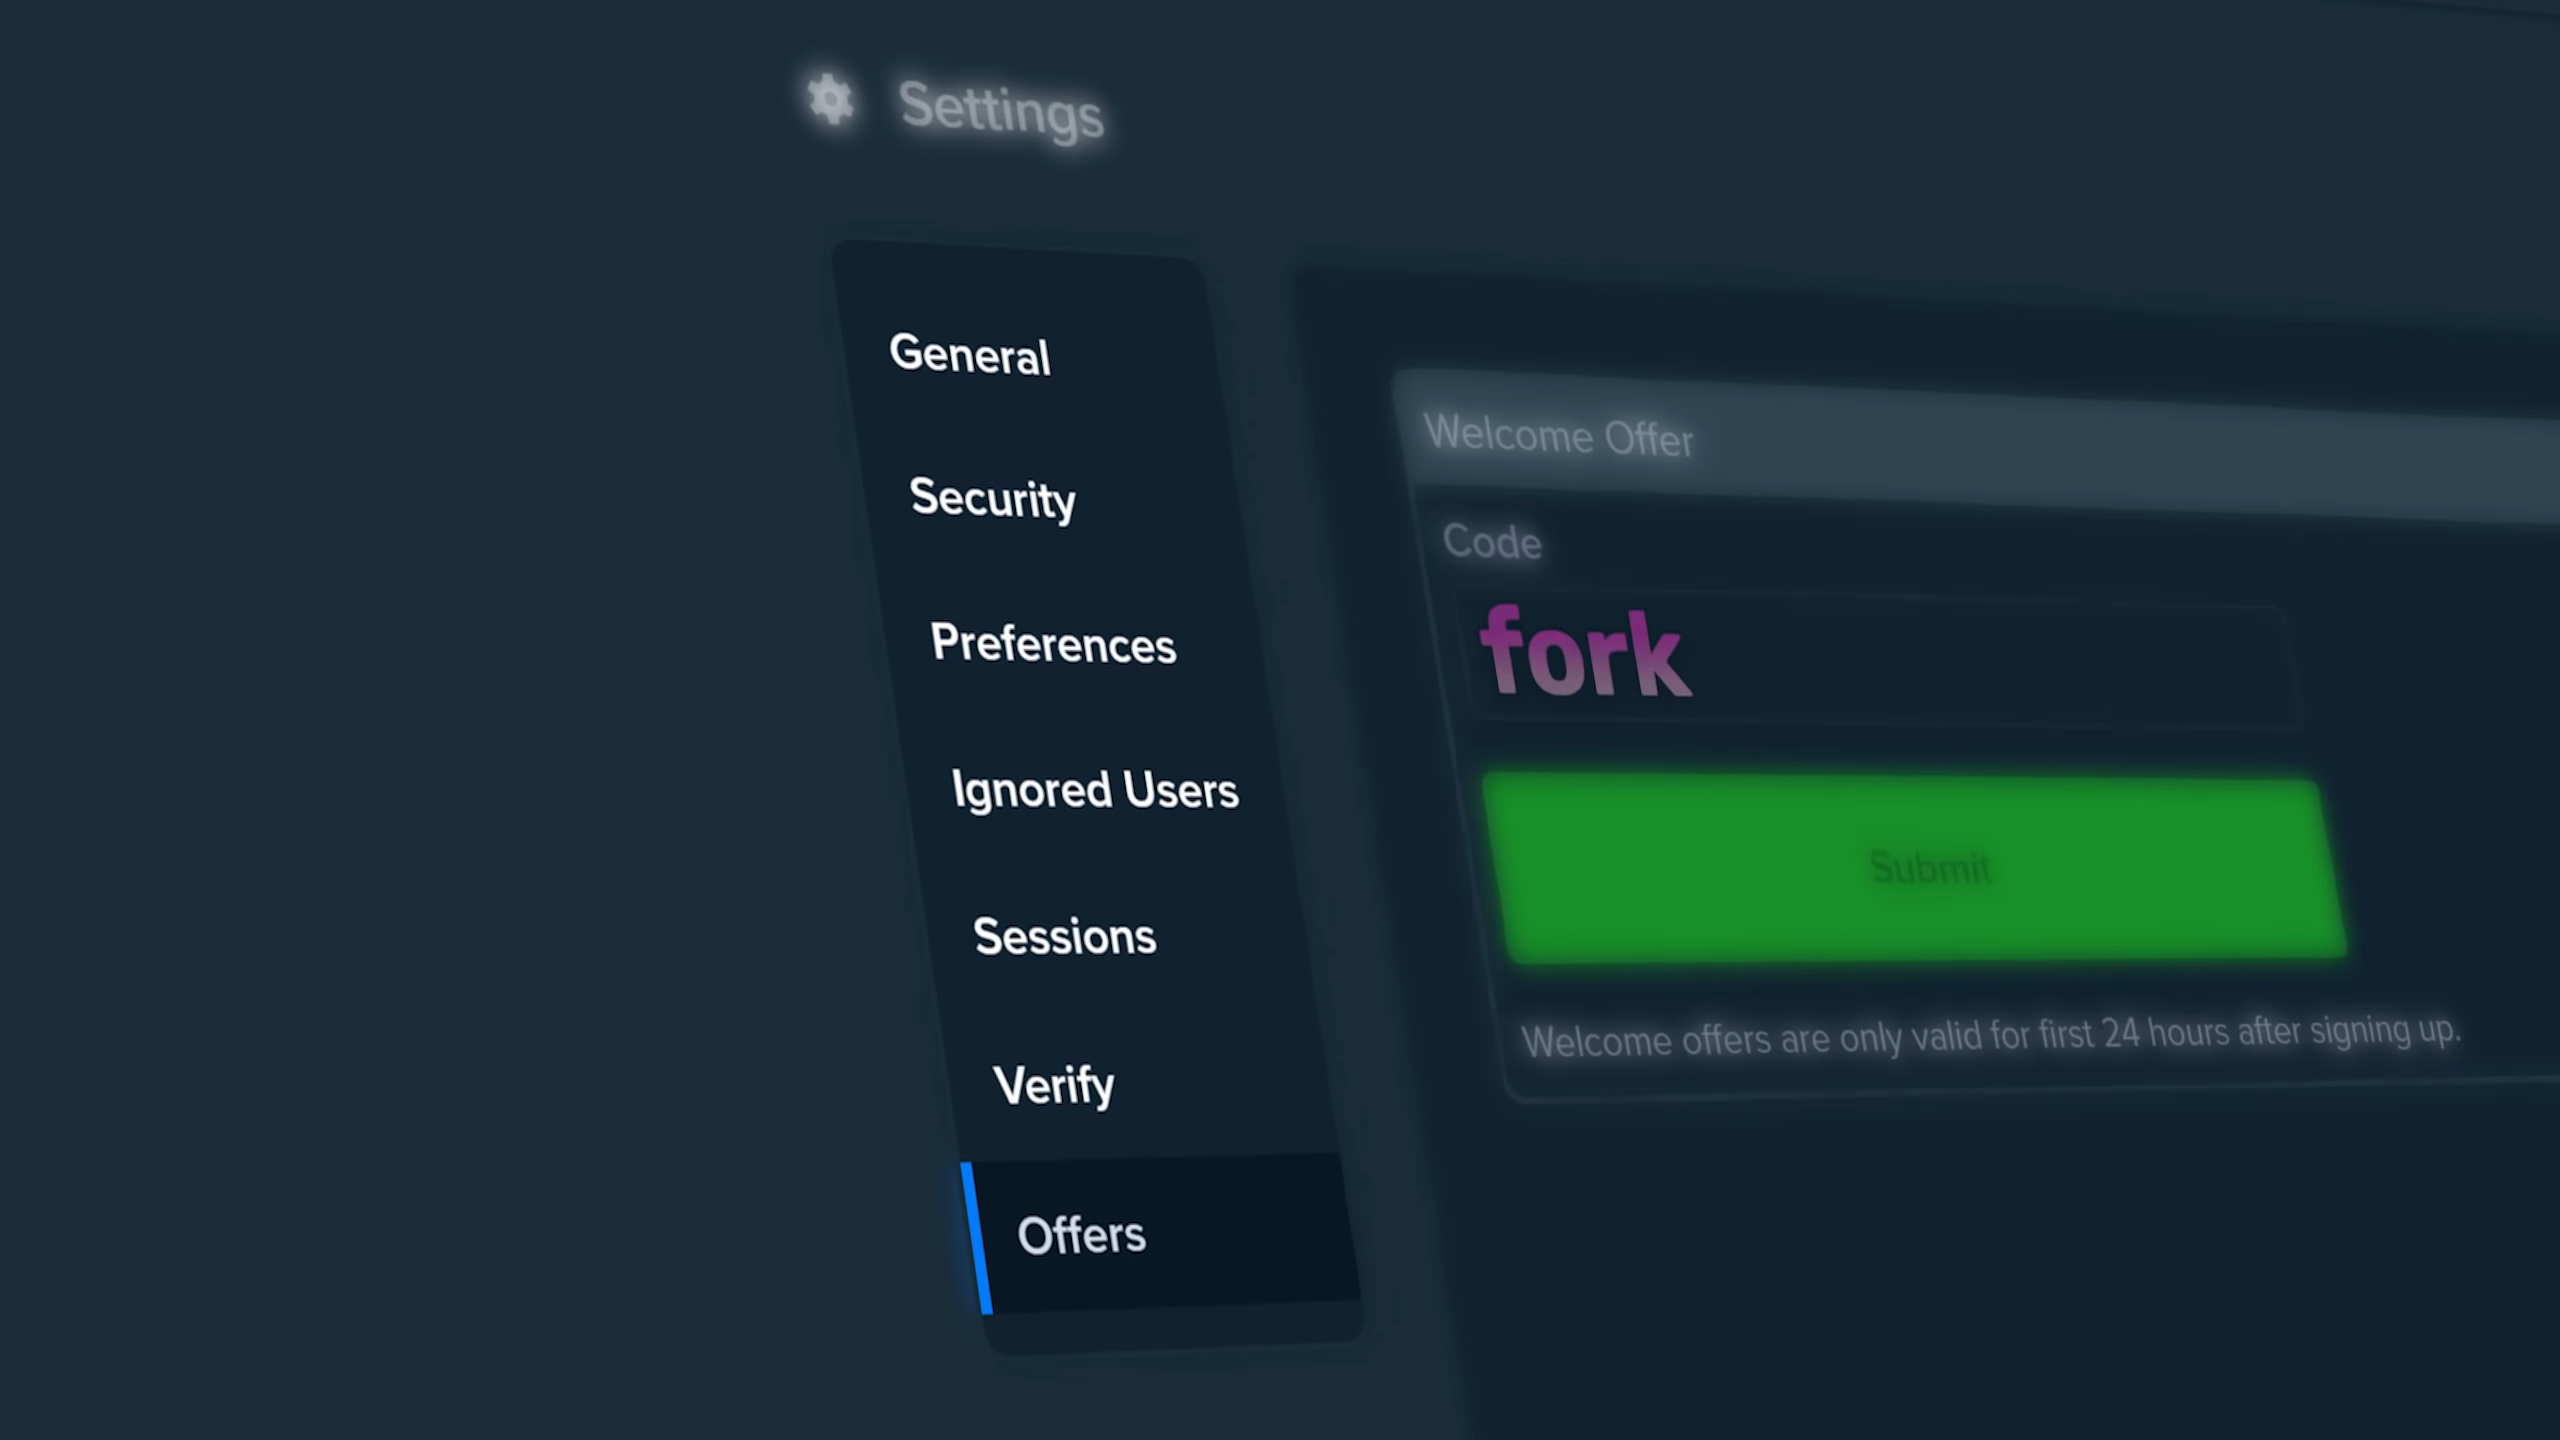 Settings
General
Security
Preferences
Ignored Users
Sessions
Verify
Offers
Welcome Offer
Code
fork
Submit
Welcome offers are only valid for first 24 hours after signing up.